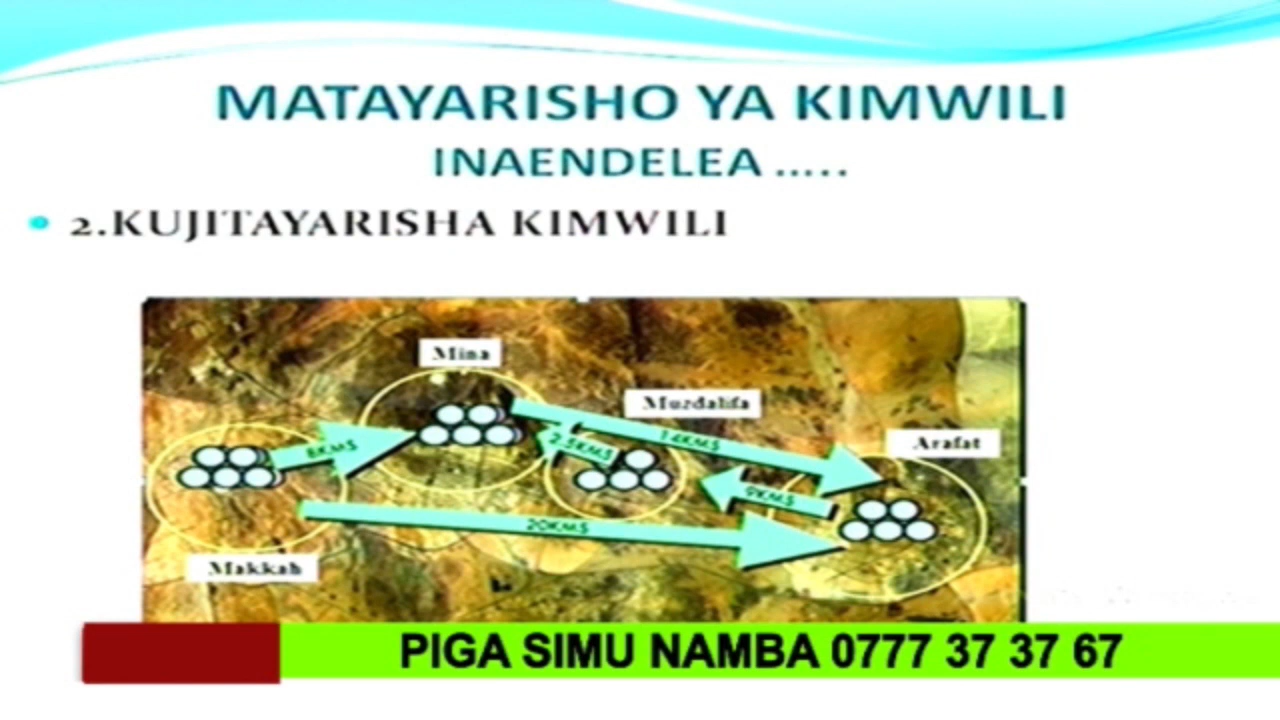 MATAYARISHO YA KIMWILI
INAENDELEA .....
• 2.KUJITAYARISHA KIMWILI
Mina
Muzdalifa
Arafat
8KMS
2.5KMS
14KMS
9KMS
20KMS
Makkah
PIGA SIMU NAMBA 0777 37 37 67